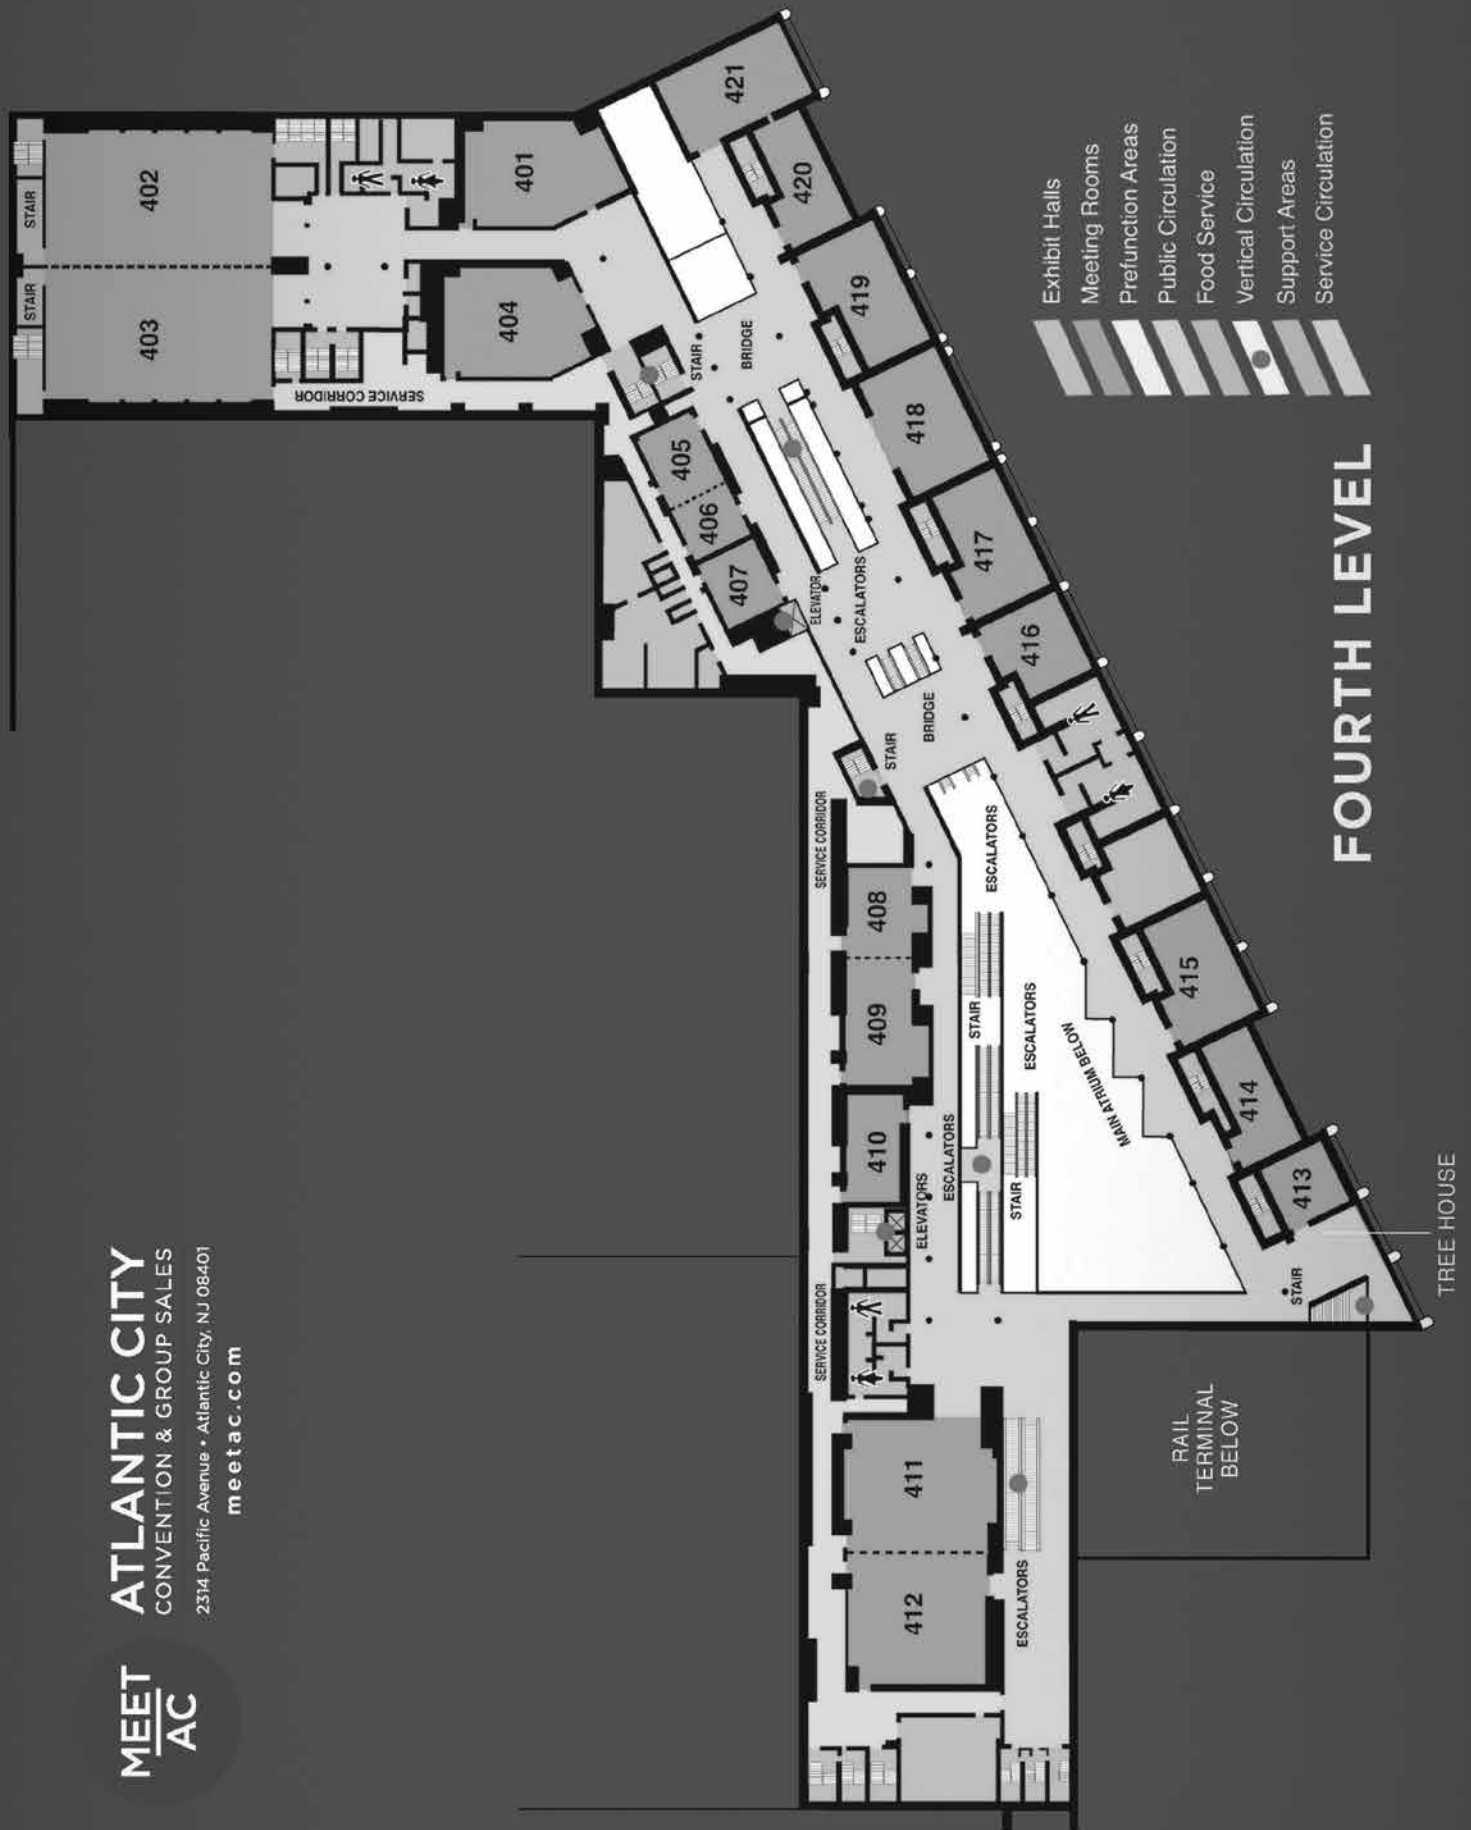 MEET
AC
ATLANTIC CITY
CONVENTION & GROUP SALES
2314 Pacific Avenue • Atlantic City, NJ 08401
meetac.com
STAIR
STAIR
403
402
SERVICE CORRIDOR
404
401
STAIR
BRIDGE
405
406
407
ELEVATOR
ESCALATORS
BRIDGE
STAIR
SERVICE CORRIDOR
408
409
410
ELEVATORS
ESCALATORS
STAIR
ESCALATORS
ESCALATORS
STAIR
MAIN ATRIUM BELOW
SERVICE CORRIDOR
411
412
ESCALATORS
RAIL
TERMINAL
BELOW
STAIR
TREE HOUSE
413
414
415
416
417
418
419
420
421
FOURTH LEVEL
Exhibit Halls
Meeting Rooms
Prefunction Areas
Public Circulation
Food Service
Vertical Circulation
Support Areas
Service Circulation